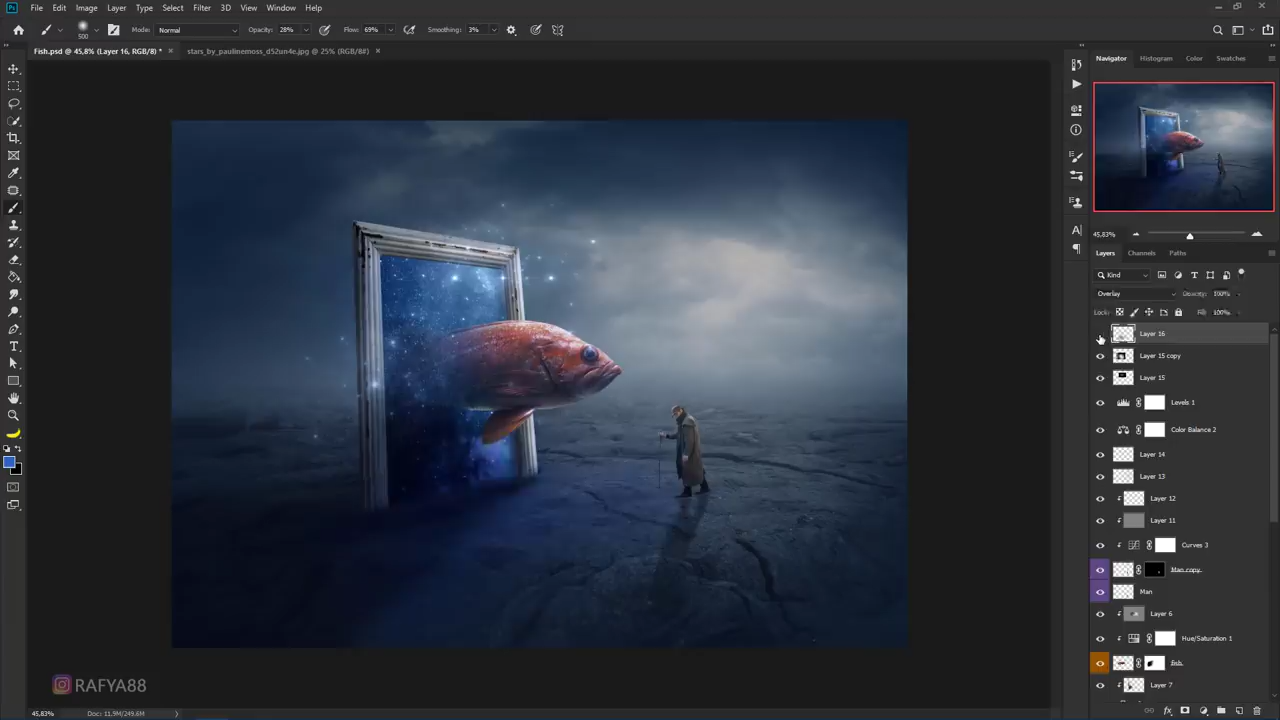 Ps File Edit Image Layer Type Select Filter 3D View Window Help
500 Mode: Normal Opacity: 28% Flow: 69% Smoothing: 3%
Fish.psd @ 45,8% (Layer 16, RGB/8) * × stars_by_paulinemoss_d52un4e.jpg @ 25% (RGB/8#) ×
Navigator Histogram Color Swatches
45,83%
Layers Channels Paths
Kind
Overlay Opacity: 100%
Lock: Fill: 100%
Layer 16
Layer 15 copy
Layer 15
Levels 1
Color Balance 2
Layer 14
Layer 13
Layer 12
Layer 11
Curves 3
Man copy
Man
Layer 6
Hue/Saturation 1
fish
Layer 7
RAFYA88
45,83% Doc: 11.9M/249.6M